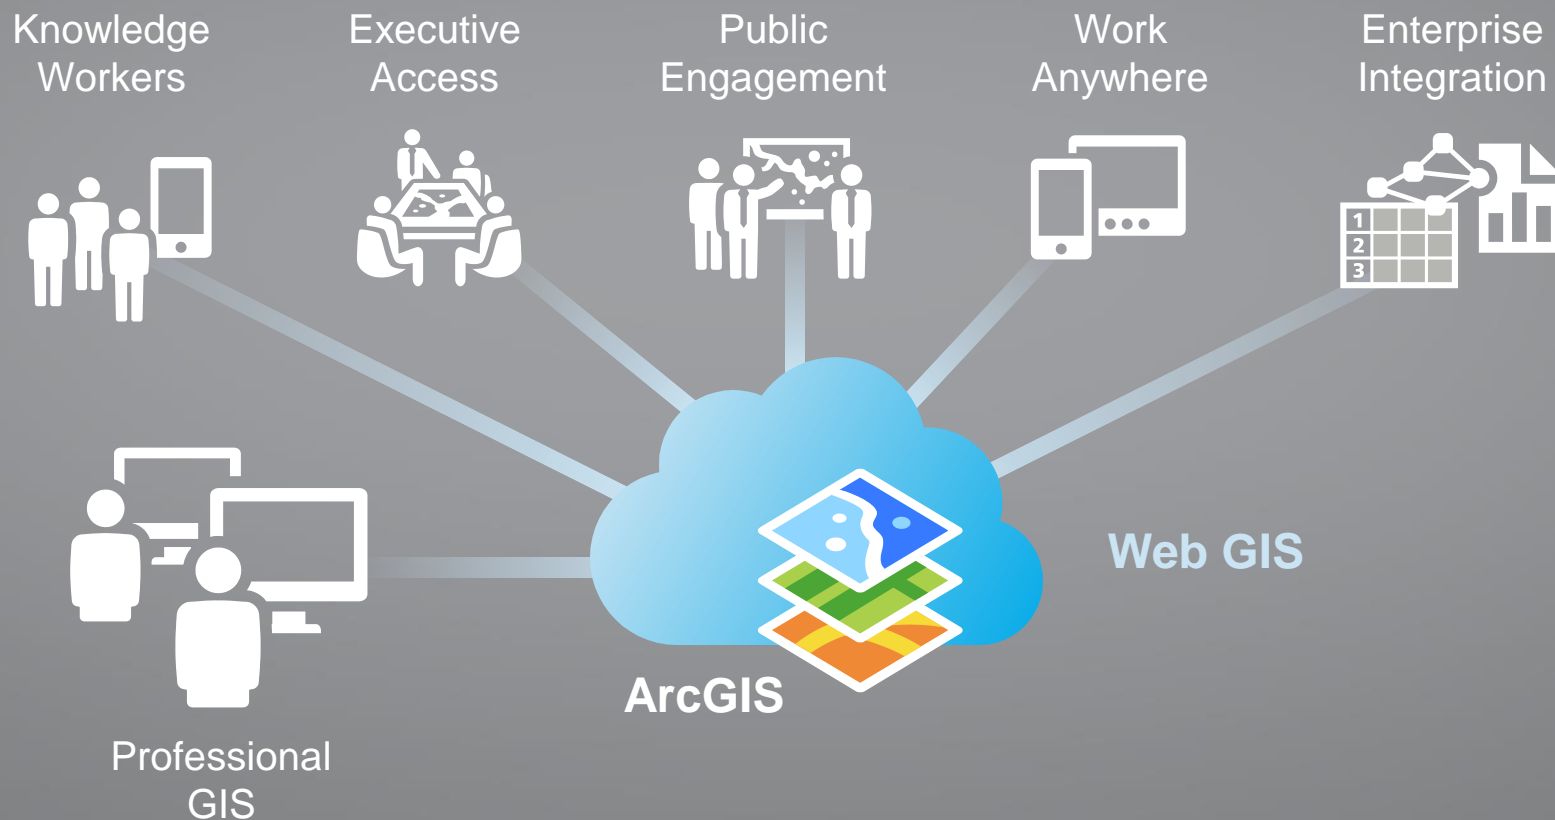 Knowledge
Workers
Executive
Access
Public
Engagement
Work
Anywhere
Enterprise
Integration
1
2
3
Web GIS
ArcGIS
Professional
GIS